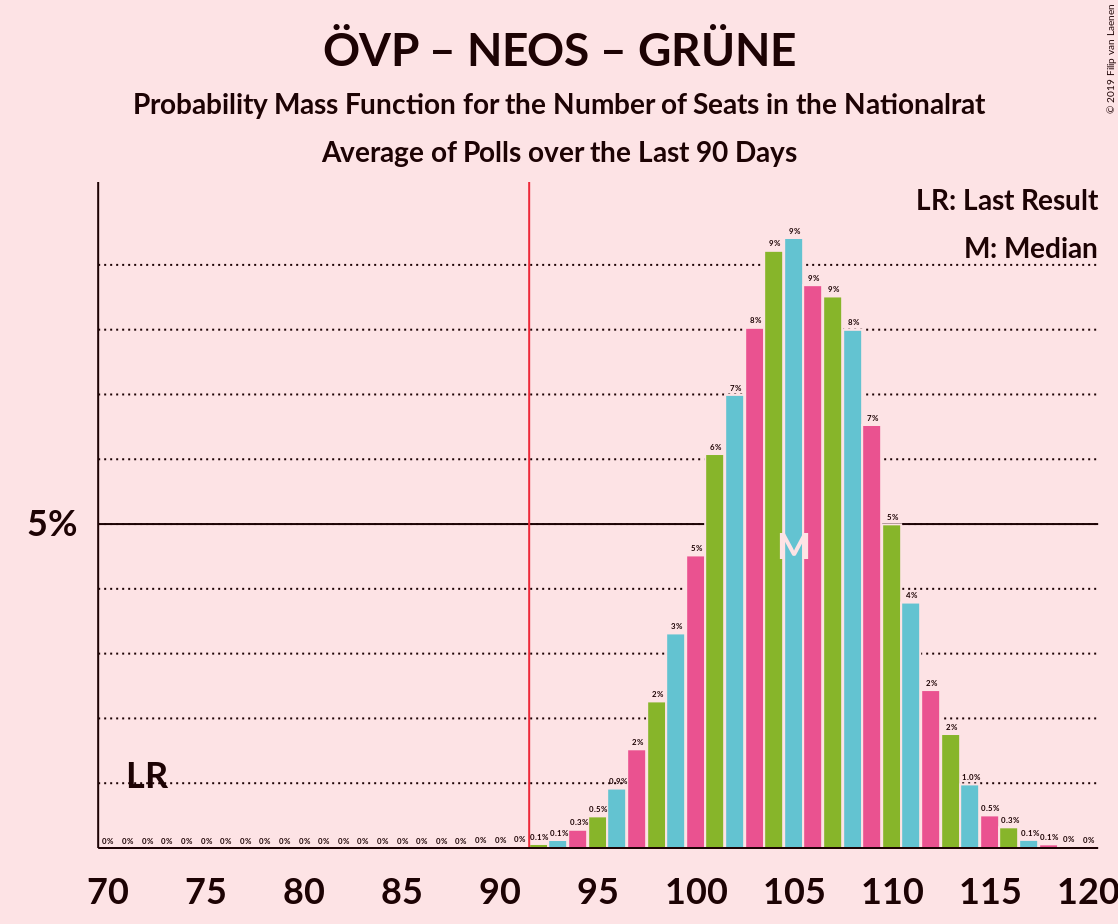 ÖVP – NEOS – GRÜNE
Probability Mass Function for the Number of Seats in the Nationalrat
Average of Polls over the Last 90 Days
© 2019 Filip van Laenen
LR: Last Result
M: Median
5%
LR
M
0% 0% 0% 0% 0% 0% 0% 0% 0% 0% 0% 0% 0% 0% 0% 0% 0% 0% 0% 0% 0% 0% 0.1% 0.1% 0.3% 0.5% 0.9% 2% 2% 3% 5% 6% 7% 8% 9% 9% 9% 9% 8% 7% 5% 4% 2% 2% 1.0% 0.5% 0.3% 0.1% 0.1% 0% 0%
70 75 80 85 90 95 100 105 110 115 120